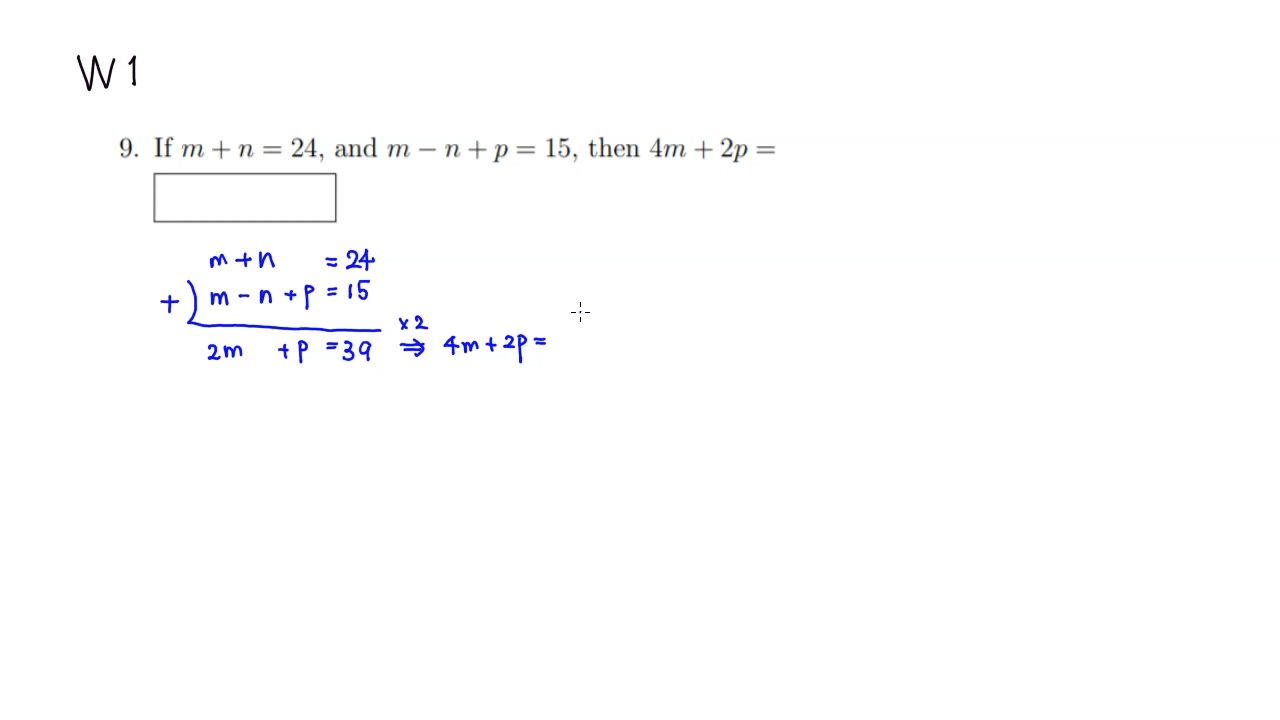 W 1
9. If m + n = 24, and m − n + p = 15, then 4m + 2p =
m + n = 24
+ ) m − n + p = 15
× 2
2m + p = 39 ⇒ 4m + 2p =